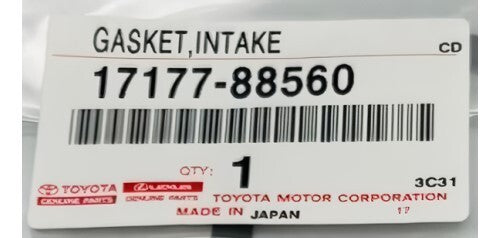 GASKET,INTAKE CD
17177-88560
QTY: 1
3C31
TOYOTA LEXUS TOYOTA MOTOR CORPORATION
GENUINE PARTS GENUINE PARTS
MADE IN JAPAN 17